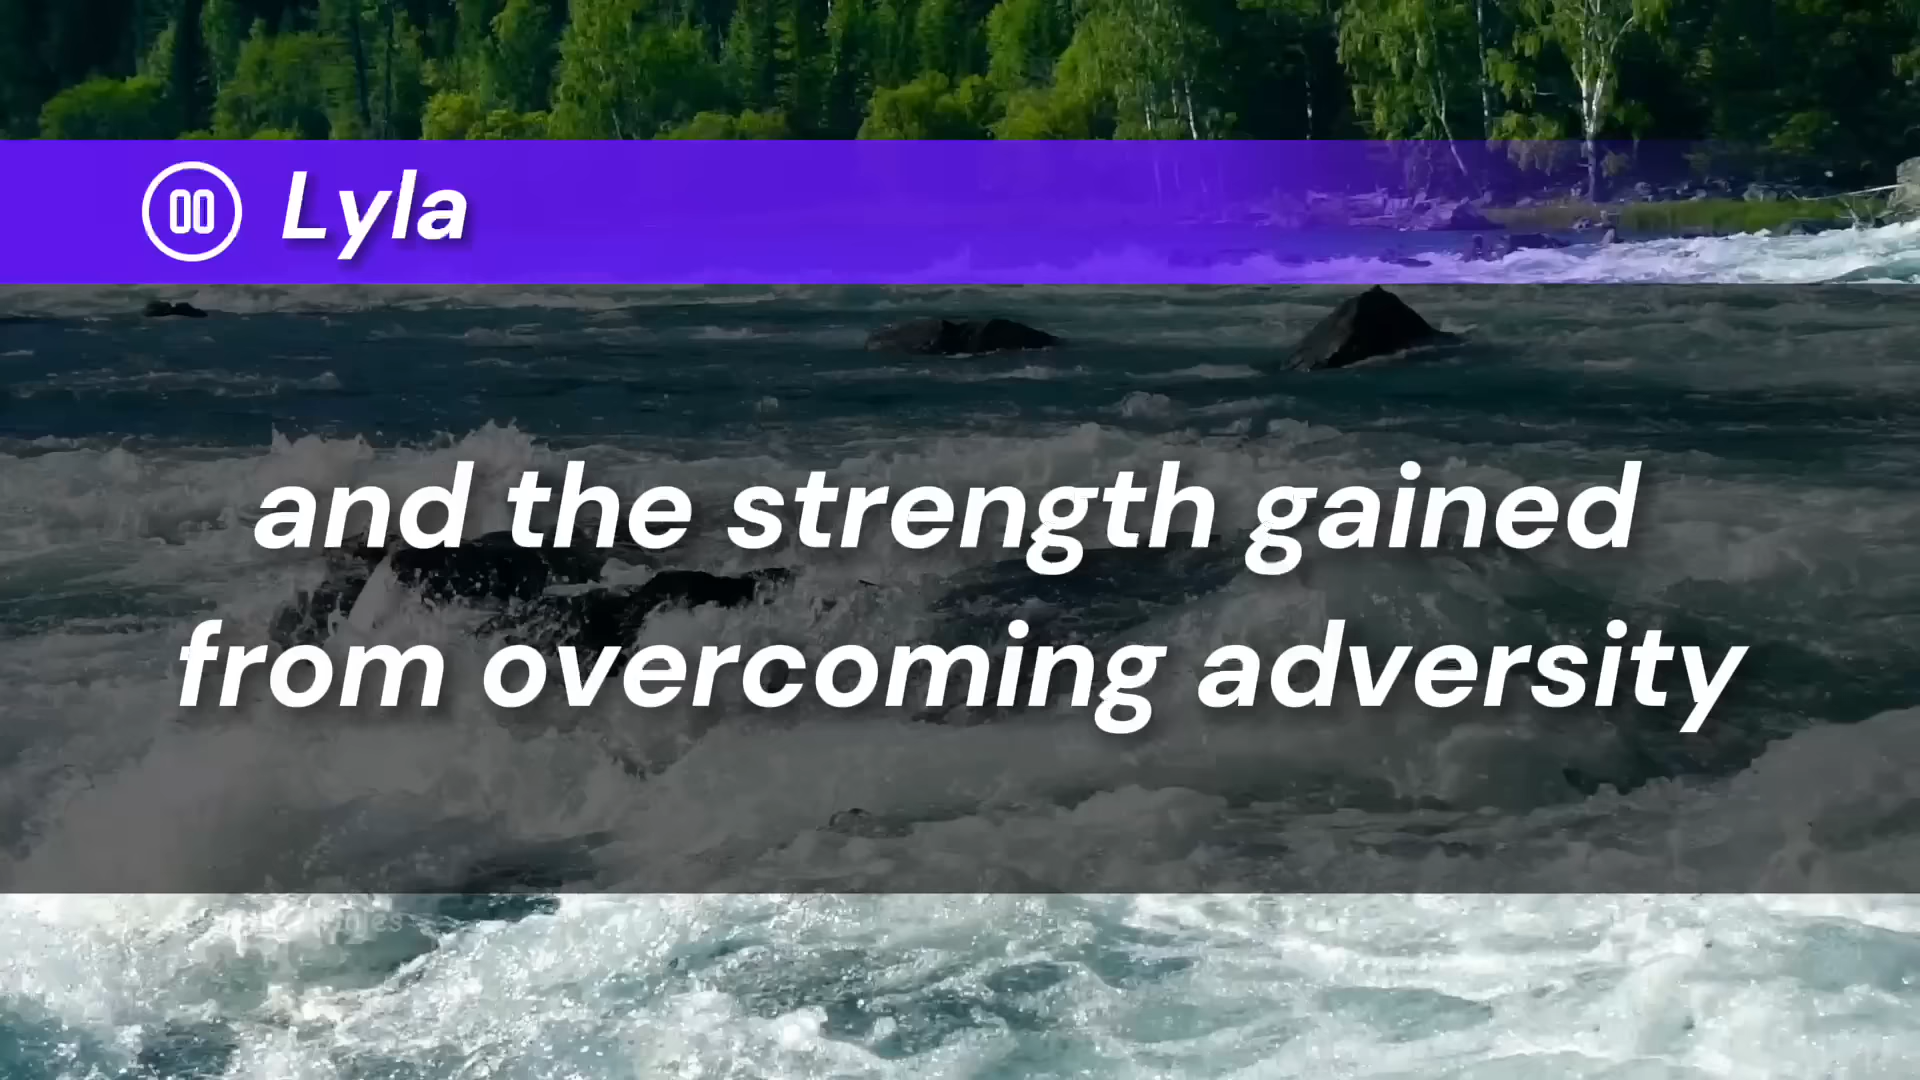 Lyla
and the strength gained
from overcoming adversity